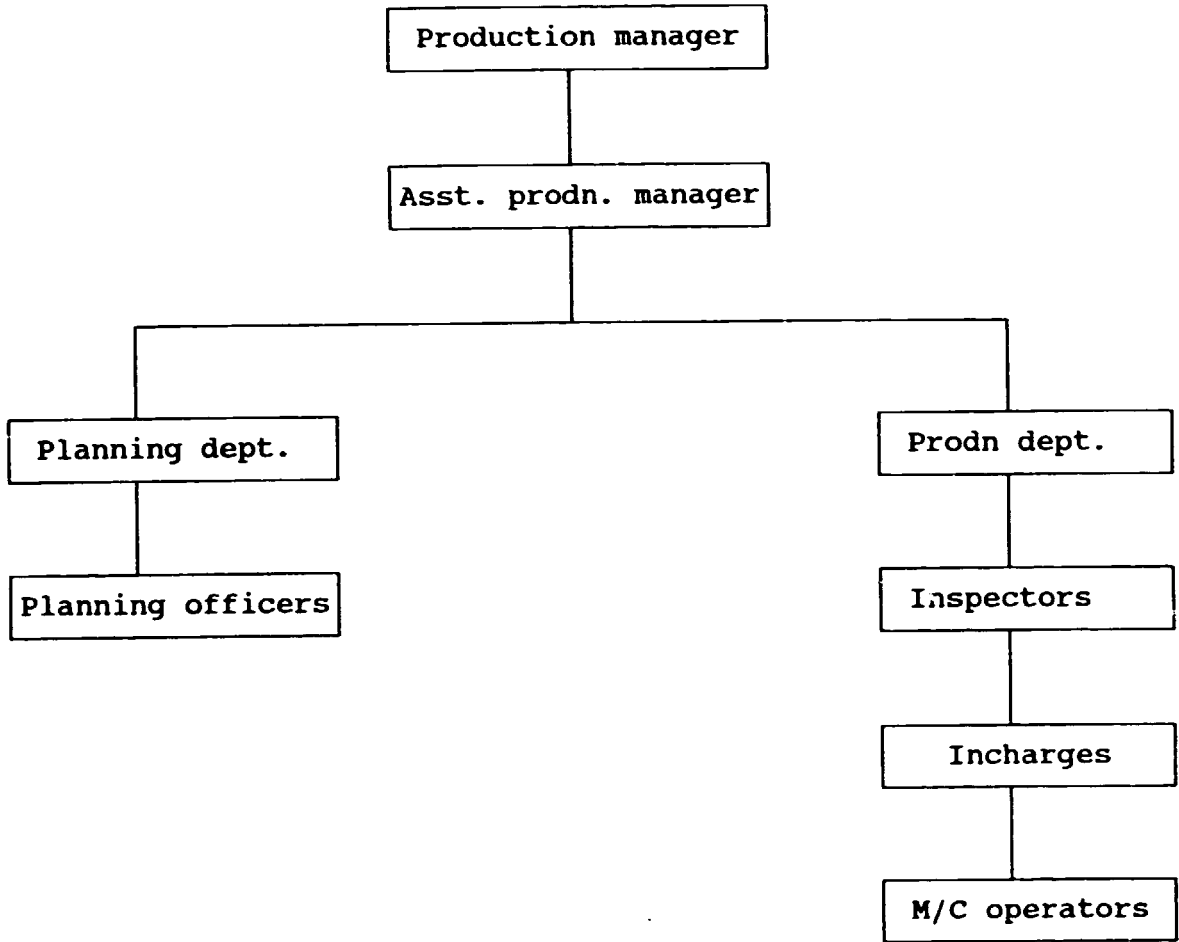 Production manager
Asst. prodn. manager
Planning dept.
Prodn dept.
Planning officers
Inspectors
Incharges
M/C operators